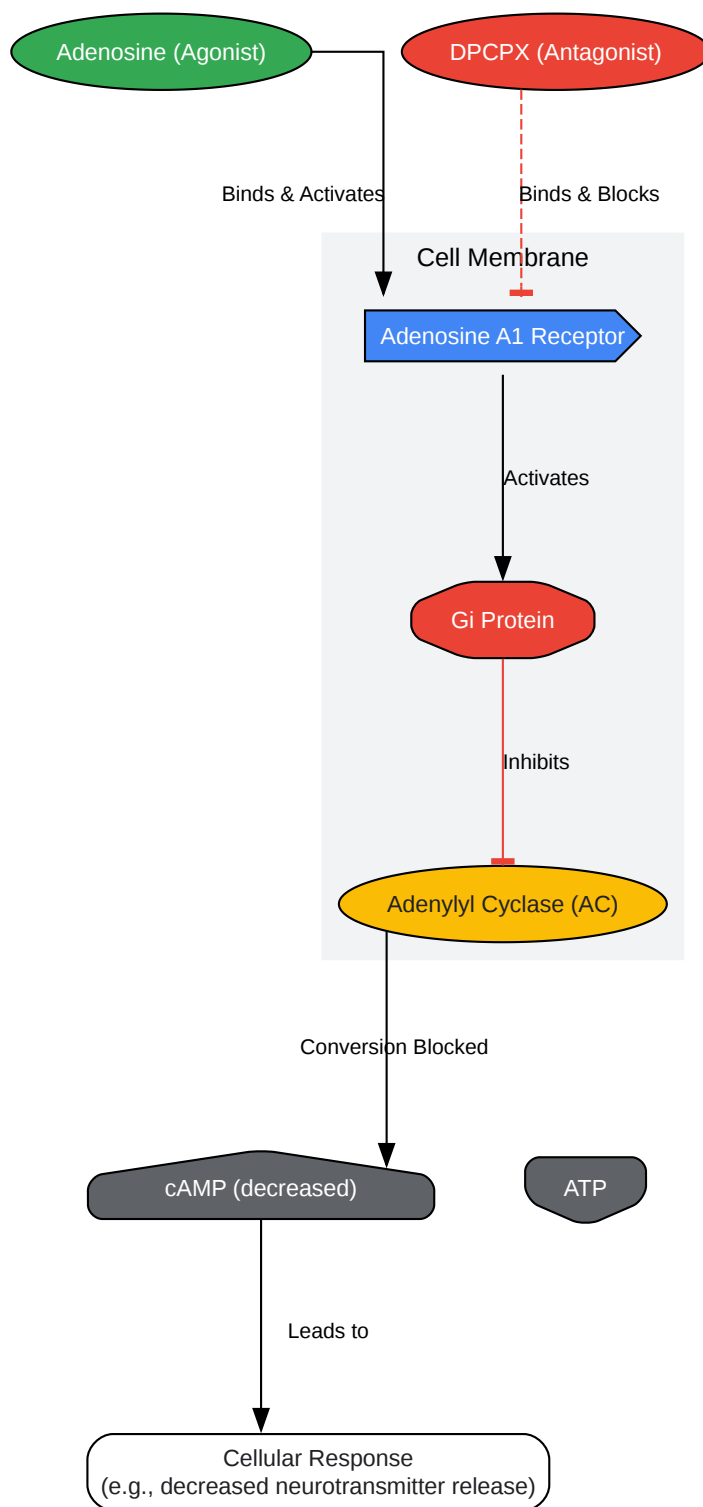 Adenosine (Agonist)
DPCPX (Antagonist)
Binds & Activates
Binds & Blocks
Cell Membrane
Adenosine A1 Receptor
Activates
Gi Protein
Inhibits
Adenylyl Cyclase (AC)
Conversion Blocked
cAMP (decreased)
ATP
Leads to
Cellular Response
(e.g., decreased neurotransmitter release)